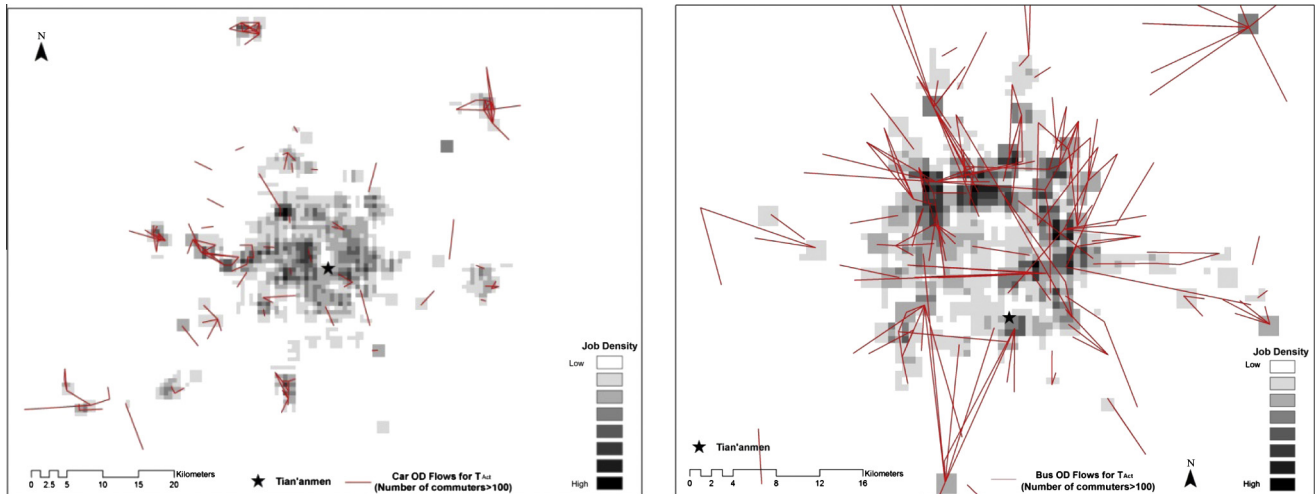 N
Job Density
Low
High
0 2.5 5 10 15 20
Kilometers
Tian'anmen
Car OD Flows for TAct
(Number of commuters>100)
Job Density
Low
High
Tian'anmen
0 2 4 8 12 16
Kilometers
Bus OD Flows for TAct
(Number of commuters>100)
N